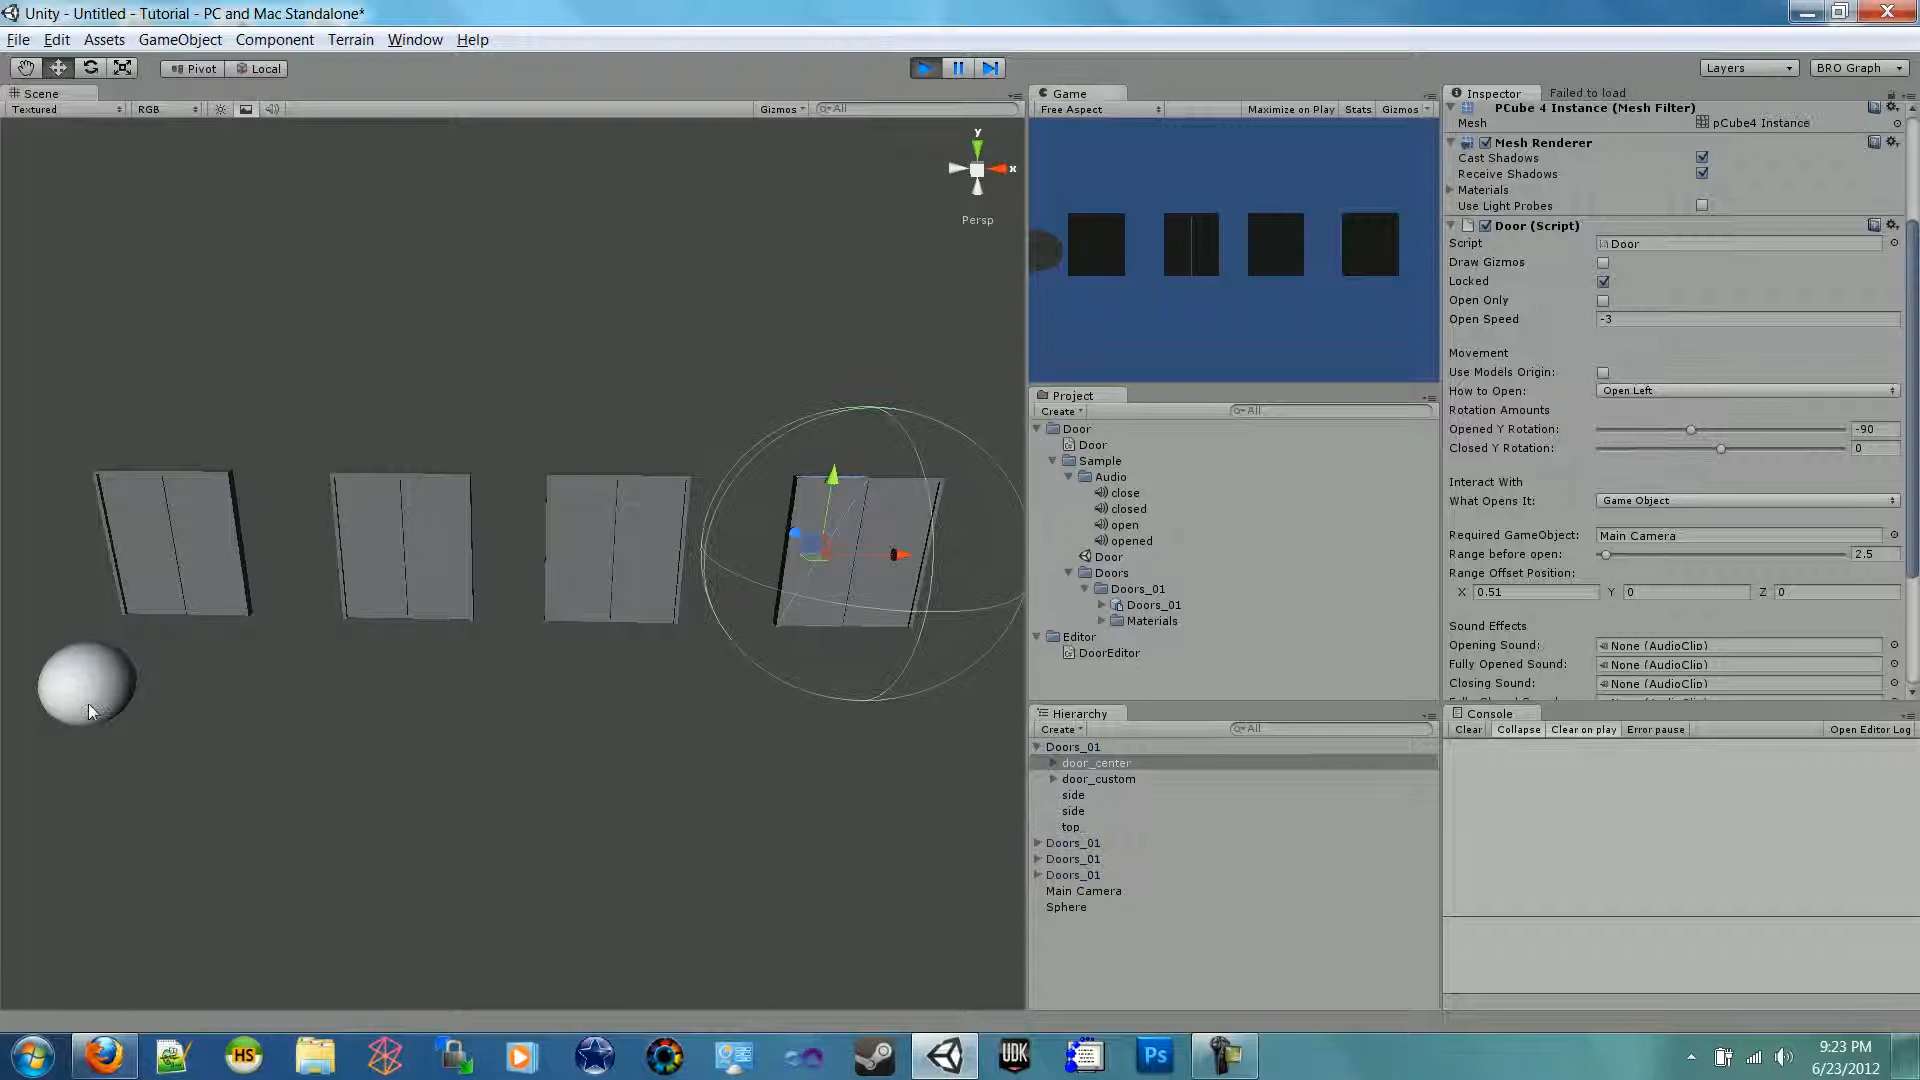 Unity - Untitled - Tutorial - PC and Mac Standalone*
File Edit Assets GameObject Component Terrain Window Help
Pivot Local Layers BRO Graph
Scene
Textured RGB Gizmos All
y
x
Persp
Game
Free Aspect Maximize on Play Stats Gizmos
Project
Create All
Door
Door
Sample
Audio
close
closed
open
opened
Door
Doors
Doors_01
Doors_01
Materials
Editor
DoorEditor
Hierarchy
Create All
Doors_01
door_center
door_custom
side
side
top
Doors_01
Doors_01
Doors_01
Main Camera
Sphere
Inspector Failed to load
PCube 4 Instance (Mesh Filter)
Mesh pCube4 Instance
Mesh Renderer
Cast Shadows
Receive Shadows
Materials
Use Light Probes
Door (Script)
Script Door
Draw Gizmos
Locked
Open Only
Open Speed -3
Movement
Use Models Origin:
How to Open: Open Left
Rotation Amounts
Opened Y Rotation: -90
Closed Y Rotation: 0
Interact With
What Opens It: Game Object
Required GameObject: Main Camera
Range before open: 2.5
Range Offset Position:
X 0.51 Y 0 Z 0
Sound Effects
Opening Sound: None (AudioClip)
Fully Opened Sound: None (AudioClip)
Closing Sound: None (AudioClip)
Console
Clear Collapse Clear on play Error pause Open Editor Log
HS
UDK
Ps
9:23 PM
6/23/2012